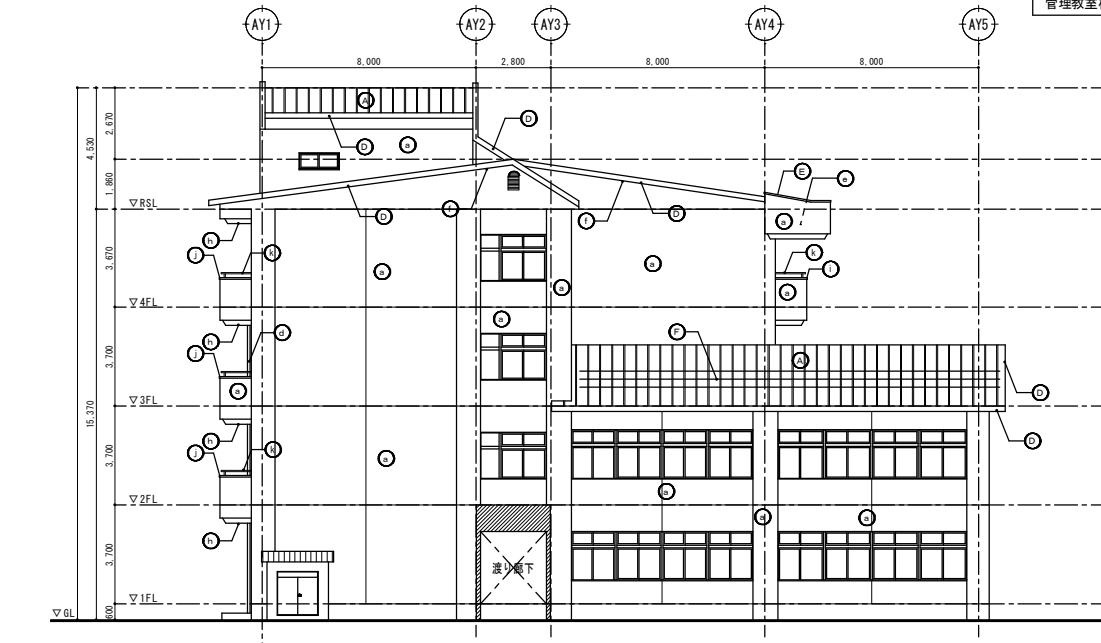 管理教室
AY1 AY2 AY3 AY4 AY5
8,000 2,800 8,000 8,000
A
2,670
D
D
a
4,530
1,860
E
e
▽RSL
D
f
f
D
a
h
k
k
j
3,670
a
a
i
a
a
▽4FL
a
h
d
F
j
A
3,700
D
a
15,370
▽3FL
h
D
k
j
a
3,700
a
▽2FL
a
a
h
3,700
渡り廊下
▽1FL
600
▽GL